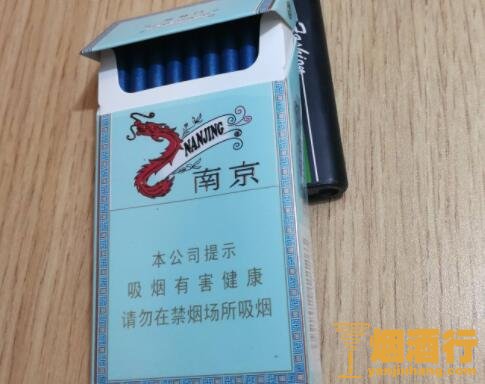 Fashion
NANJING
南京
本公司提示
吸烟有害健康
请勿在禁烟场所吸烟
烟酒行